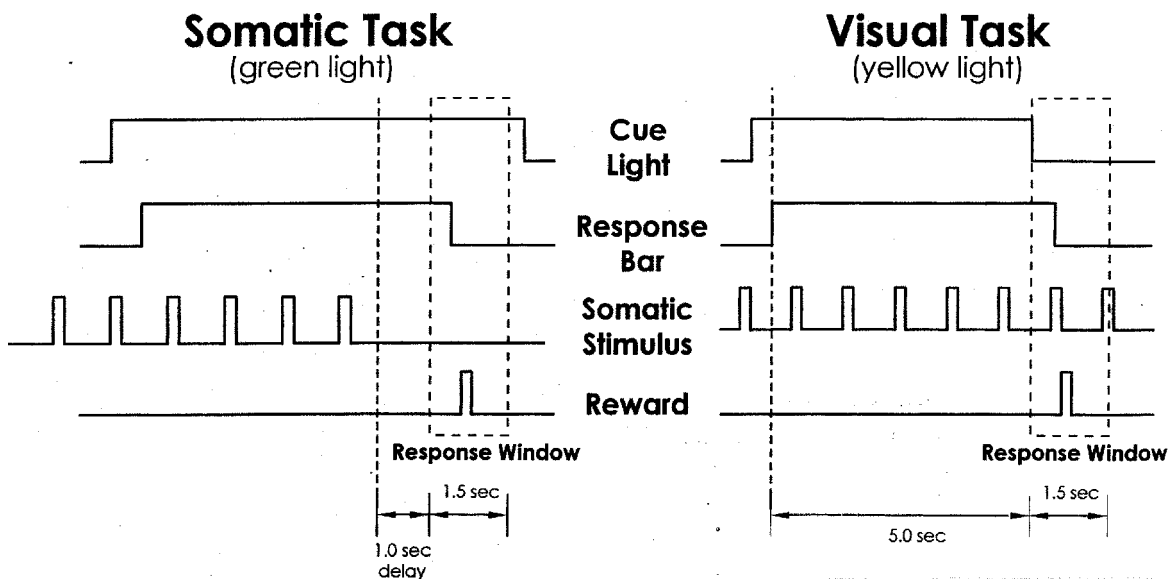 Somatic Task
(green light)
Visual Task
(yellow light)
Cue
Light
Response
Bar
Somatic
Stimulus
Reward
Response Window
Response Window
1.5 sec
1.0 sec
delay
1.5 sec
5.0 sec